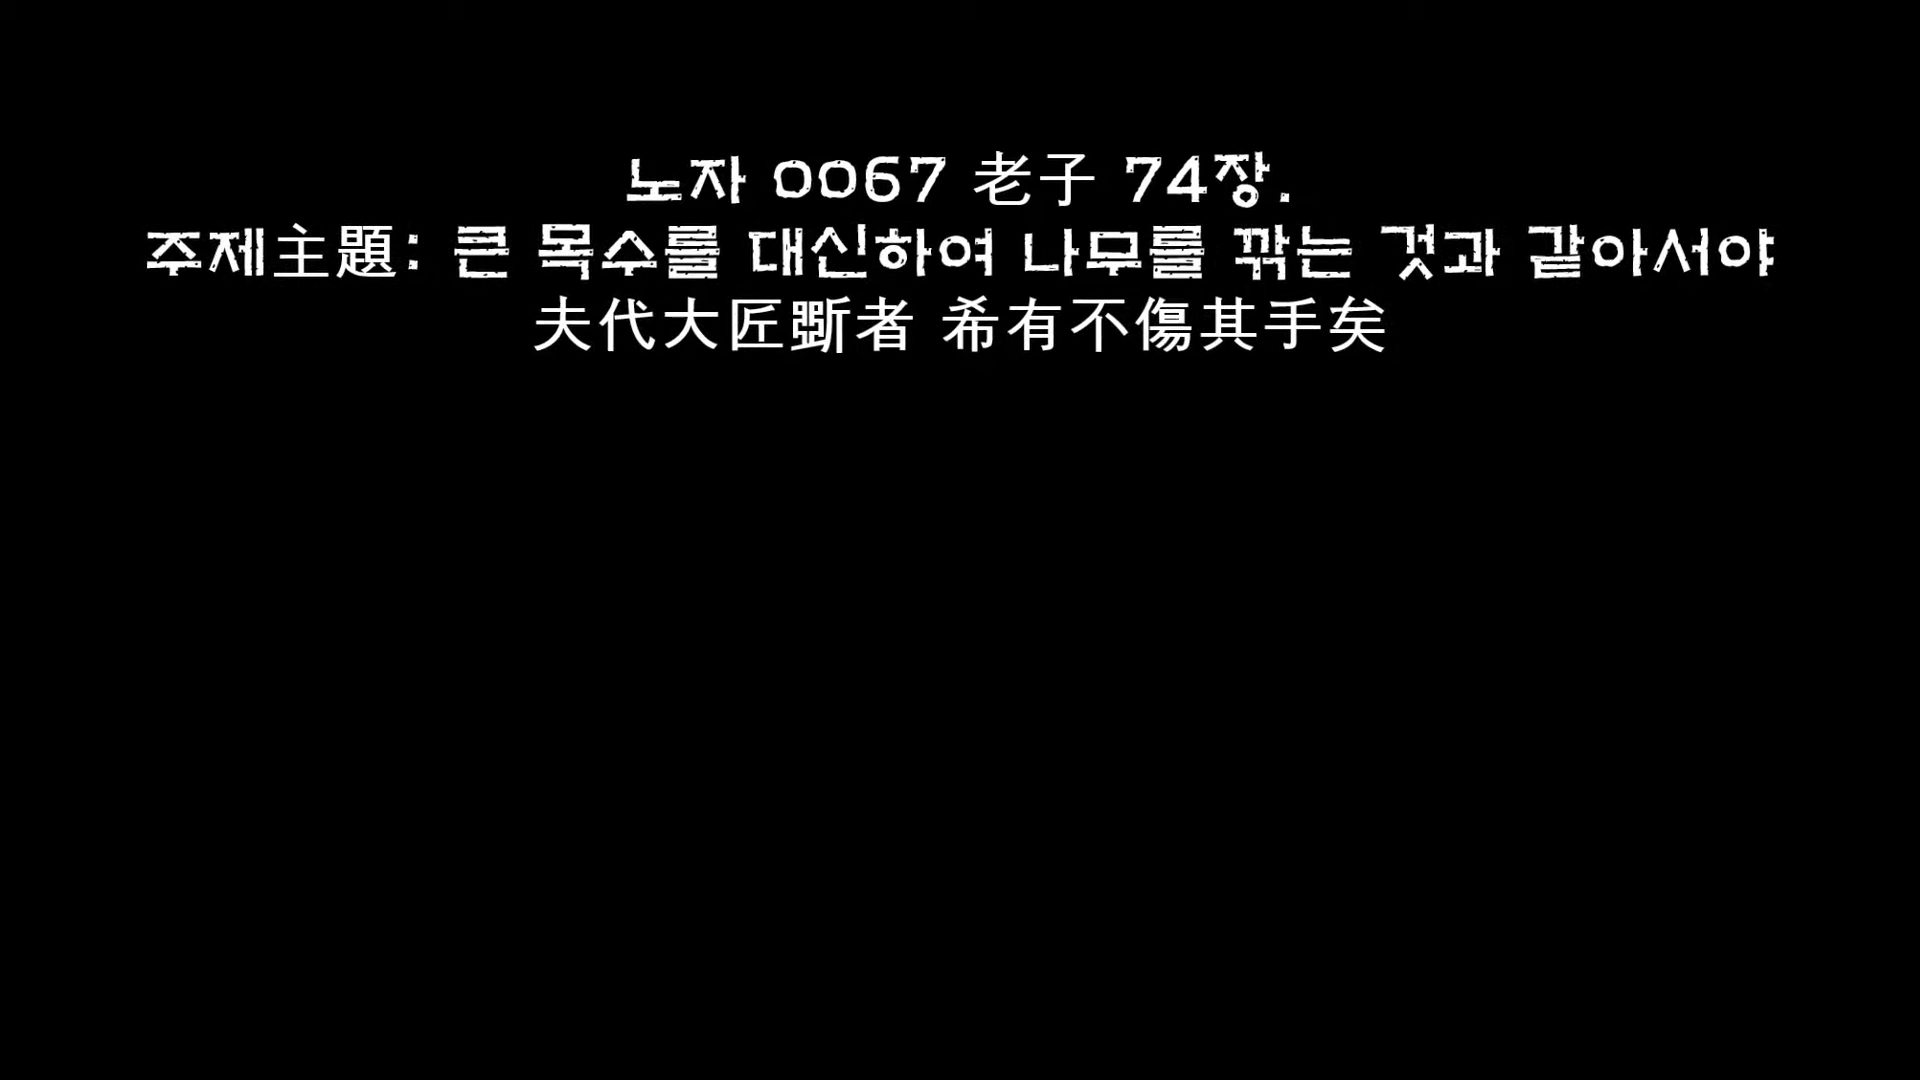 노자 0067 老子 74장.
주제主題: 큰 목수를 대신하여 나무를 깎는 것과 같아서야
夫代大匠斲者 希有不傷其手矣